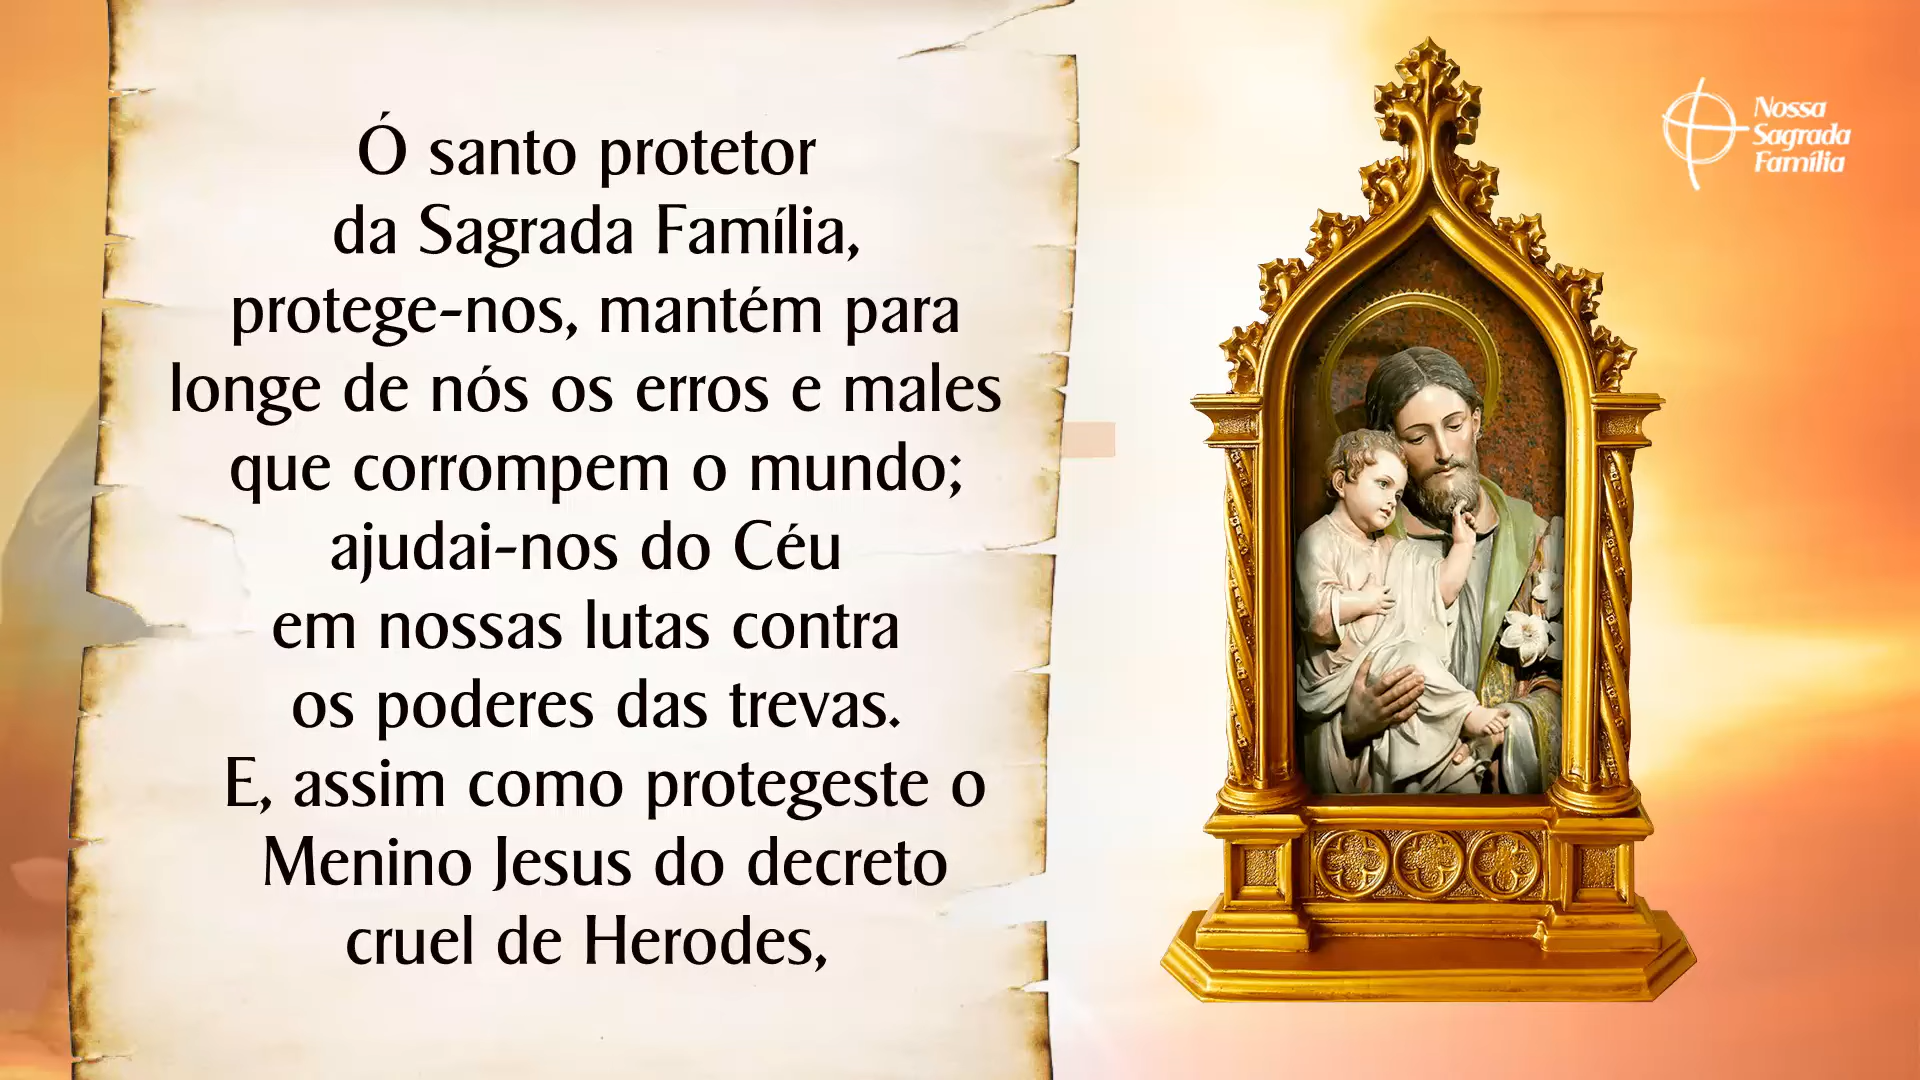 Ó santo protetor
da Sagrada Família,
protege-nos, mantém para
longe de nós os erros e males
que corrompem o mundo;
ajudai-nos do Céu
em nossas lutas contra
os poderes das trevas.
E, assim como protegeste o
Menino Jesus do decreto
cruel de Herodes,
Nossa
Sagrada
Família